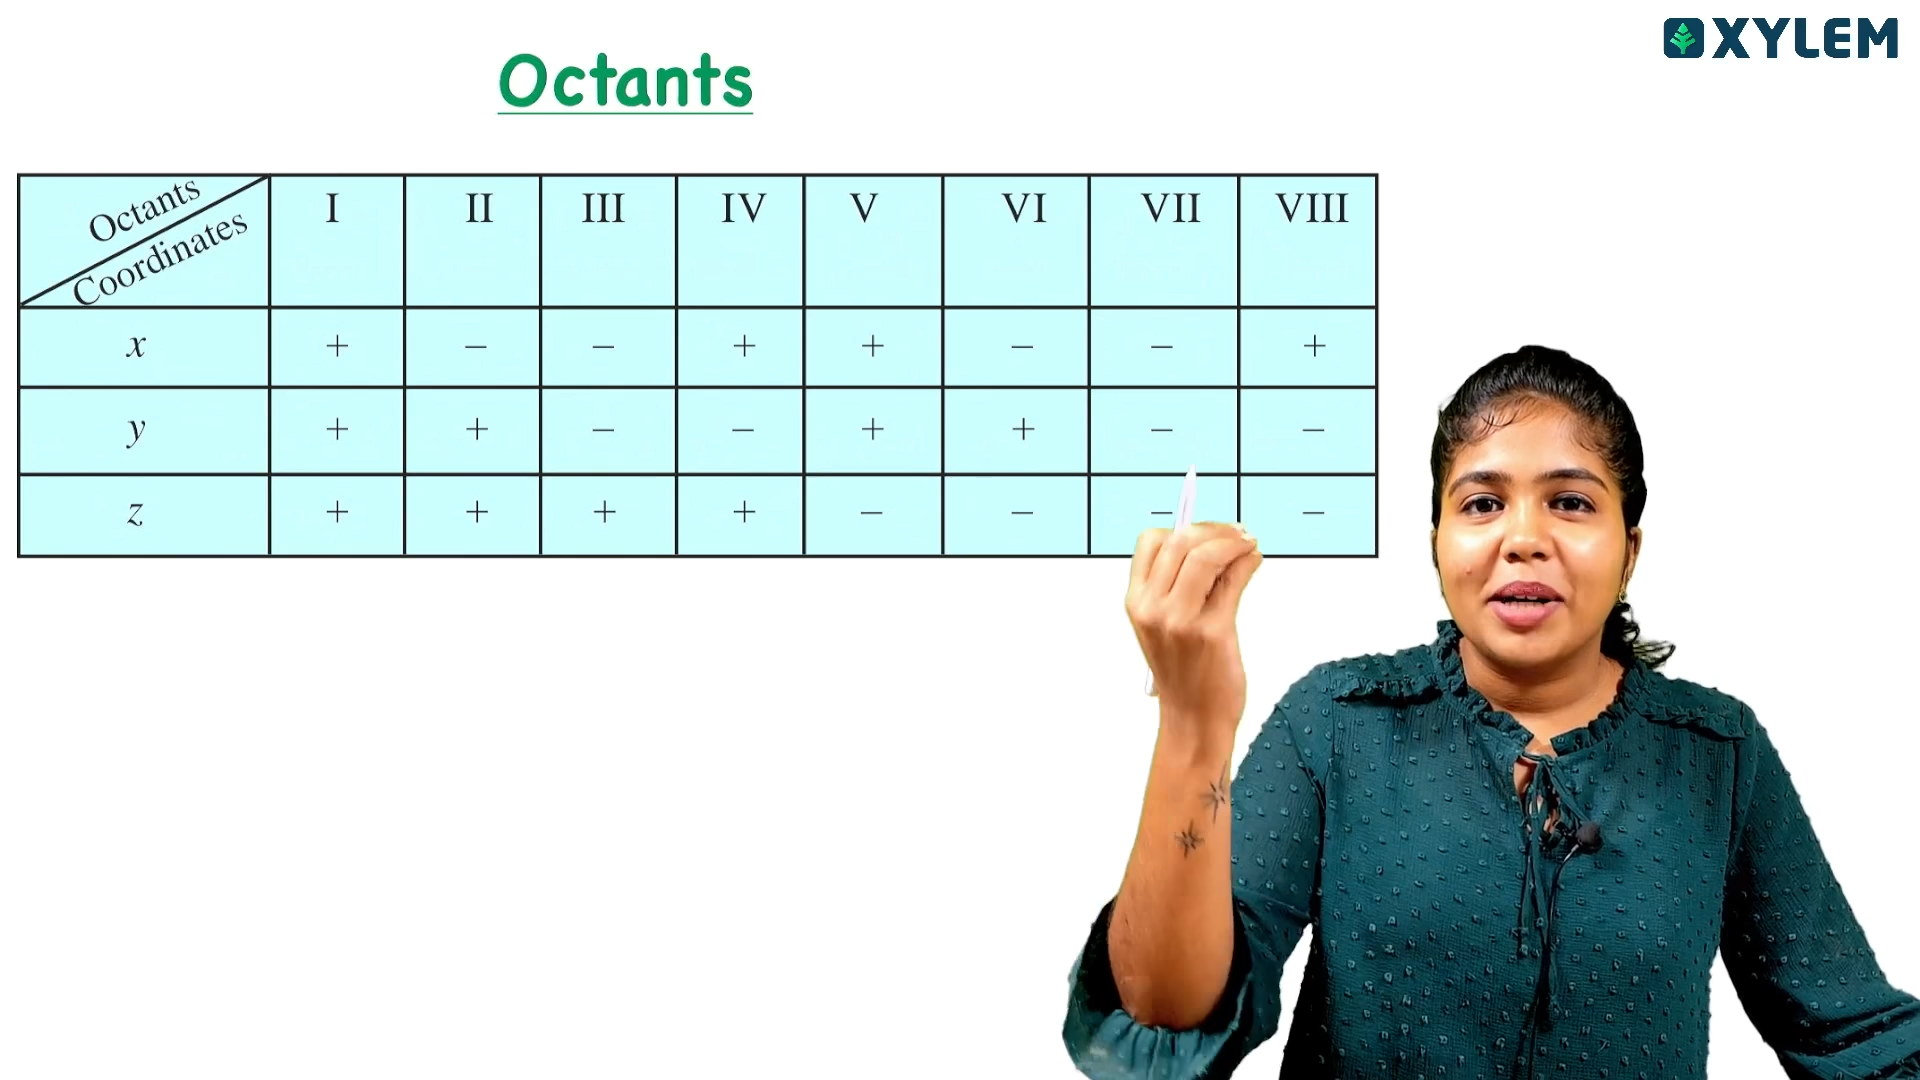 XYLEM
Octants
Octants I II III IV V VI VII VIII
Coordinates
x + – – + + – – +
y + + – – + + – –
z + + + + – – – –